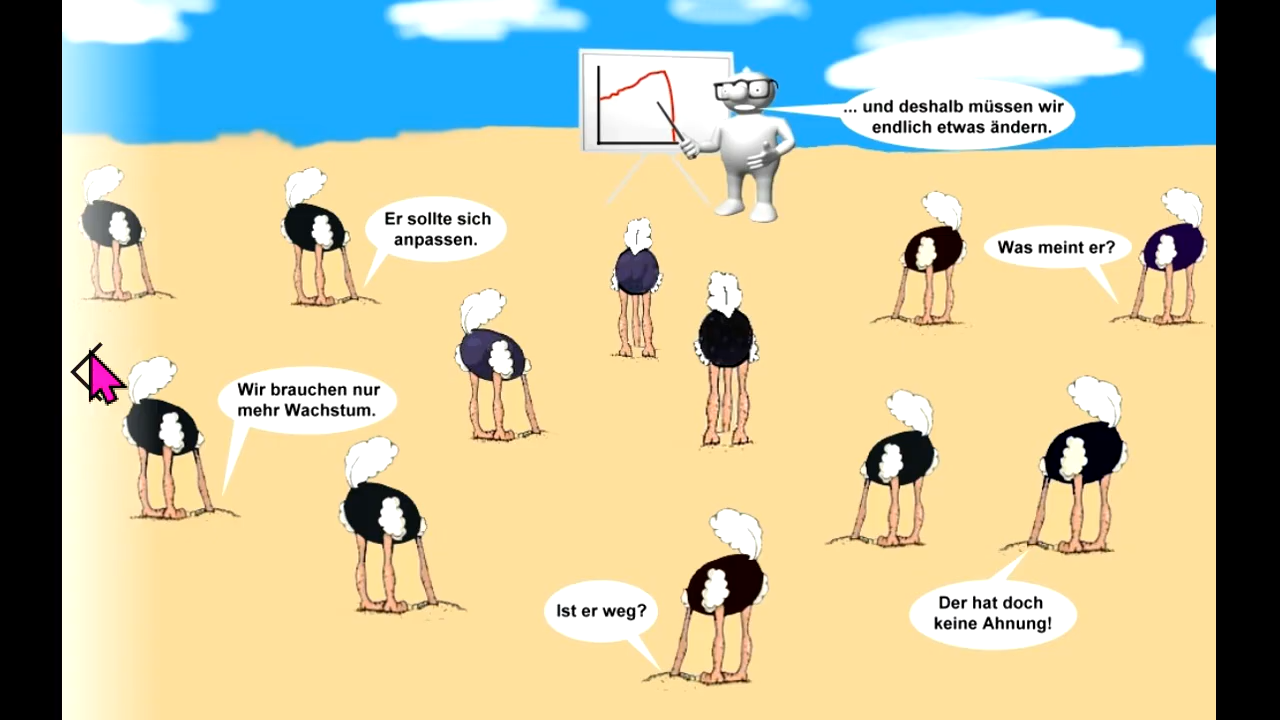 ... und deshalb müssen wir
endlich etwas ändern.
Er sollte sich
anpassen.
Was meint er?
Wir brauchen nur
mehr Wachstum.
Ist er weg?
Der hat doch
keine Ahnung!